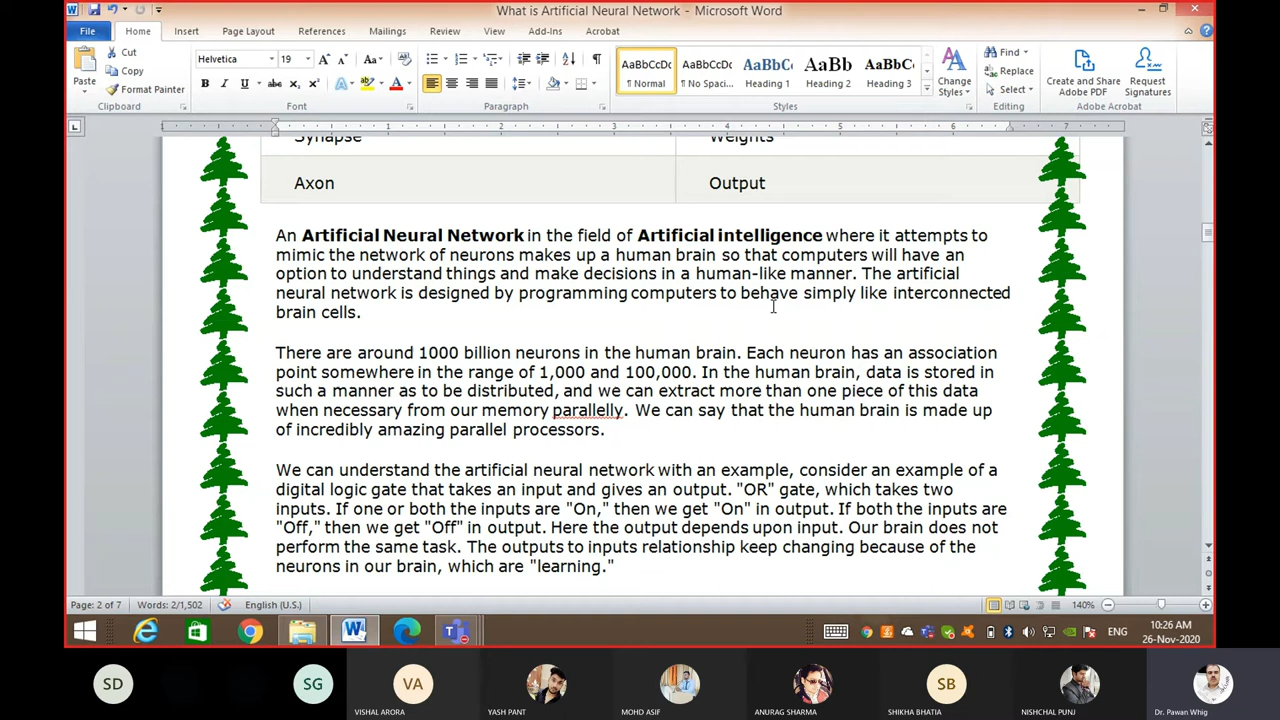 What is Artificial Neural Network - Microsoft Word
File Home Insert Page Layout References Mailings Review View Add-Ins Acrobat
Paste
Cut
Copy
Format Painter
Clipboard
Helvetica 19
Font
Paragraph
AaBbCcDc AaBbCcDc AaBbC AaBb AaBbC
¶ Normal ¶ No Spaci... Heading 1 Heading 2 Heading 3
Change
Styles
Styles
Find
Replace
Select
Editing
Create and Share
Adobe PDF
Request
Signatures
Adobe Acrobat
1 1 2 3 4 5 6 7
Synapse Weights
Axon Output
An Artificial Neural Network in the field of Artificial intelligence where it attempts to
mimic the network of neurons makes up a human brain so that computers will have an
option to understand things and make decisions in a human-like manner. The artificial
neural network is designed by programming computers to behave simply like interconnected
brain cells.
There are around 1000 billion neurons in the human brain. Each neuron has an association
point somewhere in the range of 1,000 and 100,000. In the human brain, data is stored in
such a manner as to be distributed, and we can extract more than one piece of this data
when necessary from our memory parallelly. We can say that the human brain is made up
of incredibly amazing parallel processors.
We can understand the artificial neural network with an example, consider an example of a
digital logic gate that takes an input and gives an output. "OR" gate, which takes two
inputs. If one or both the inputs are "On," then we get "On" in output. If both the inputs are
"Off," then we get "Off" in output. Here the output depends upon input. Our brain does not
perform the same task. The outputs to inputs relationship keep changing because of the
neurons in our brain, which are "learning."
Page: 2 of 7 Words: 2/1,502 English (U.S.) 140%
ENG
10:26 AM
26-Nov-2020
SD SG VA SB
VISHAL ARORA YASH PANT MOHD ASIF ANURAG SHARMA SHIKHA BHATIA NISHCHAL PUNJ Dr. Pawan Whig